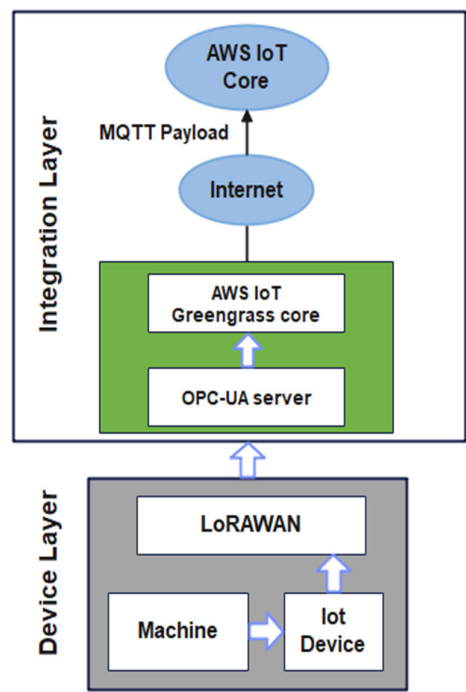 Integration Layer
AWS IoT
Core
MQTT Payload
Internet
AWS IoT
Greengrass core
OPC-UA server
Device Layer
LoRAWAN
Machine
Iot
Device